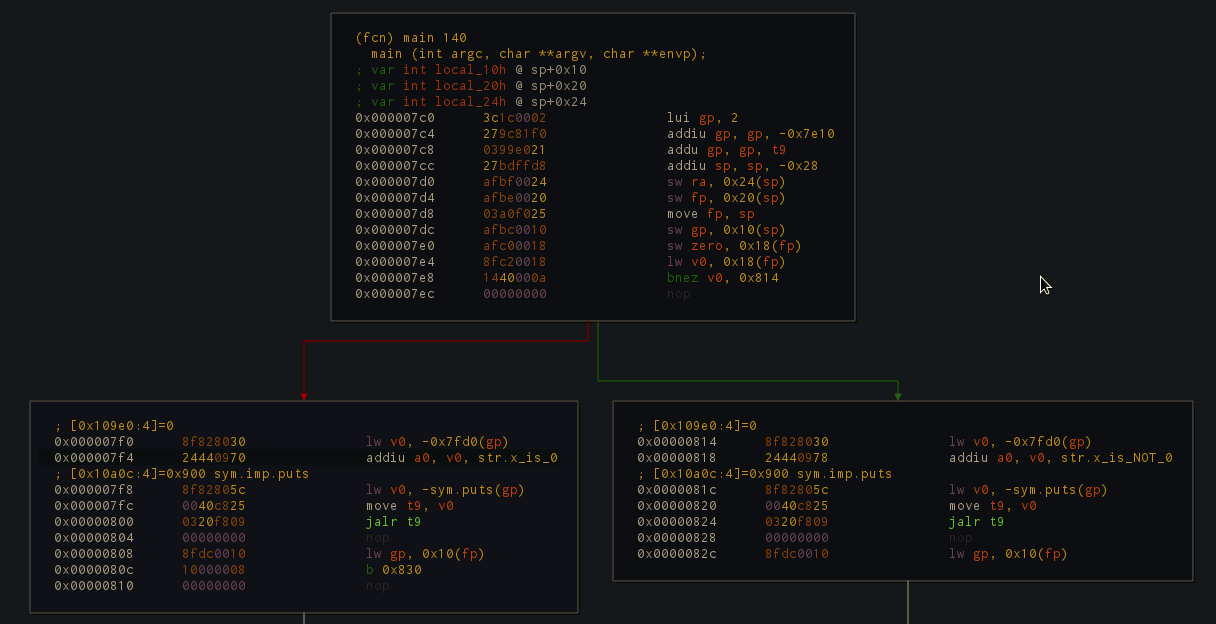 (fcn) main 140
main (int argc, char **argv, char **envp);
; var int local_10h @ sp+0x10
; var int local_20h @ sp+0x20
; var int local_24h @ sp+0x24
0x000007c0 3c1c0002 lui gp, 2
0x000007c4 279c81f0 addiu gp, gp, -0x7e10
0x000007c8 0399e021 addu gp, gp, t9
0x000007cc 27bdffd8 addiu sp, sp, -0x28
0x000007d0 afbf0024 sw ra, 0x24(sp)
0x000007d4 afbe0020 sw fp, 0x20(sp)
0x000007d8 03a0f025 move fp, sp
0x000007dc afbc0010 sw gp, 0x10(sp)
0x000007e0 afc00018 sw zero, 0x18(fp)
0x000007e4 8fc20018 lw v0, 0x18(fp)
0x000007e8 1440000a bnez v0, 0x814
0x000007ec 00000000 nop
; [0x109e0:4]=0
0x000007f0 8f828030 lw v0, -0x7fd0(gp)
0x000007f4 24440970 addiu a0, v0, str.x_is_0
; [0x10a0c:4]=0x900 sym.imp.puts
0x000007f8 8f82805c lw v0, -sym.puts(gp)
0x000007fc 0040c825 move t9, v0
0x00000800 0320f809 jalr t9
0x00000804 00000000 nop
0x00000808 8fdc0010 lw gp, 0x10(fp)
0x0000080c 10000008 b 0x830
0x00000810 00000000 nop
; [0x109e0:4]=0
0x00000814 8f828030 lw v0, -0x7fd0(gp)
0x00000818 24440978 addiu a0, v0, str.x_is_NOT_0
; [0x10a0c:4]=0x900 sym.imp.puts
0x0000081c 8f82805c lw v0, -sym.puts(gp)
0x00000820 0040c825 move t9, v0
0x00000824 0320f809 jalr t9
0x00000828 00000000 nop
0x0000082c 8fdc0010 lw gp, 0x10(fp)